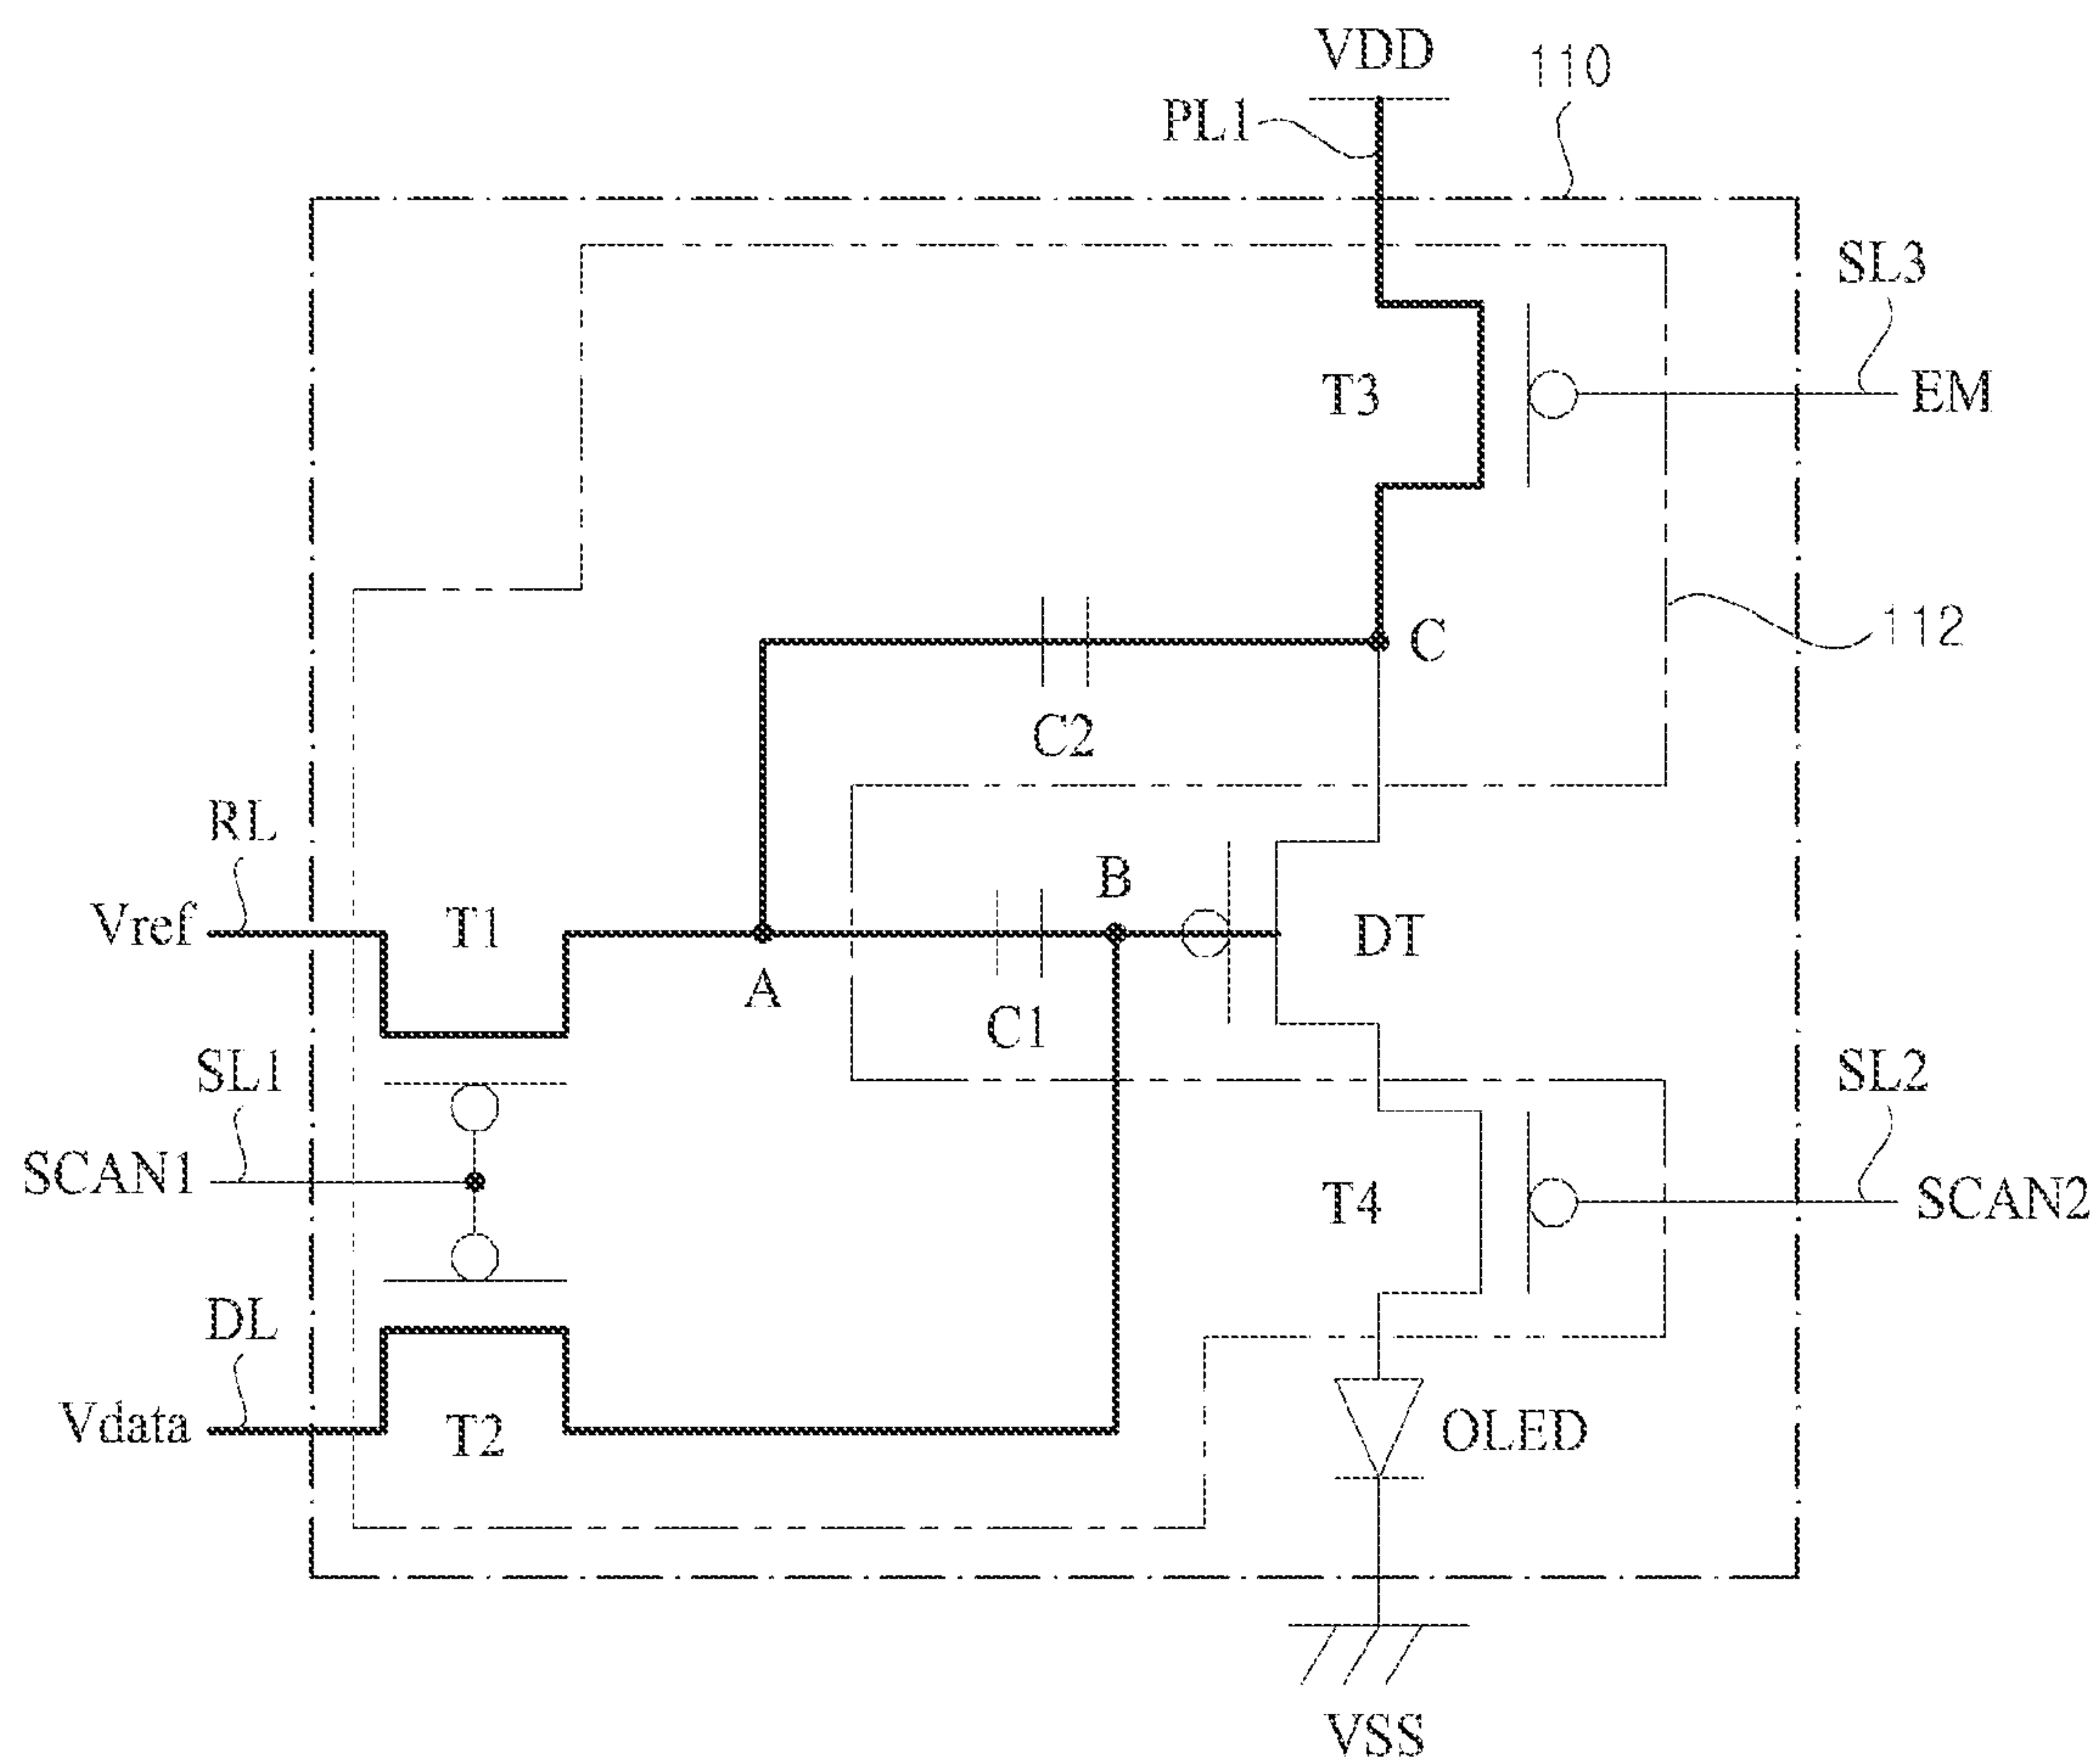 VDD
110
PL1
SL3
T3
EM
C
112
C2
RL
B
Vref
T1
DT
A
C1
SL1
SL2
SCAN1
T4
SCAN2
DL
Vdata
T2
OLED
VSS